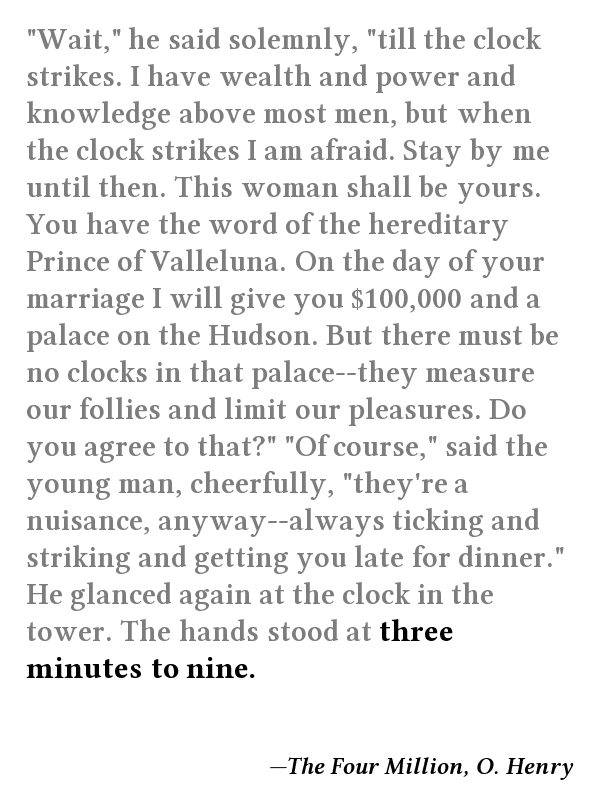 "Wait," he said solemnly, "till the clock
strikes. I have wealth and power and
knowledge above most men, but when
the clock strikes I am afraid. Stay by me
until then. This woman shall be yours.
You have the word of the hereditary
Prince of Valleluna. On the day of your
marriage I will give you $100,000 and a
palace on the Hudson. But there must be
no clocks in that palace--they measure
our follies and limit our pleasures. Do
you agree to that?" "Of course," said the
young man, cheerfully, "they're a
nuisance, anyway--always ticking and
striking and getting you late for dinner."
He glanced again at the clock in the
tower. The hands stood at three
minutes to nine.
—The Four Million, O. Henry